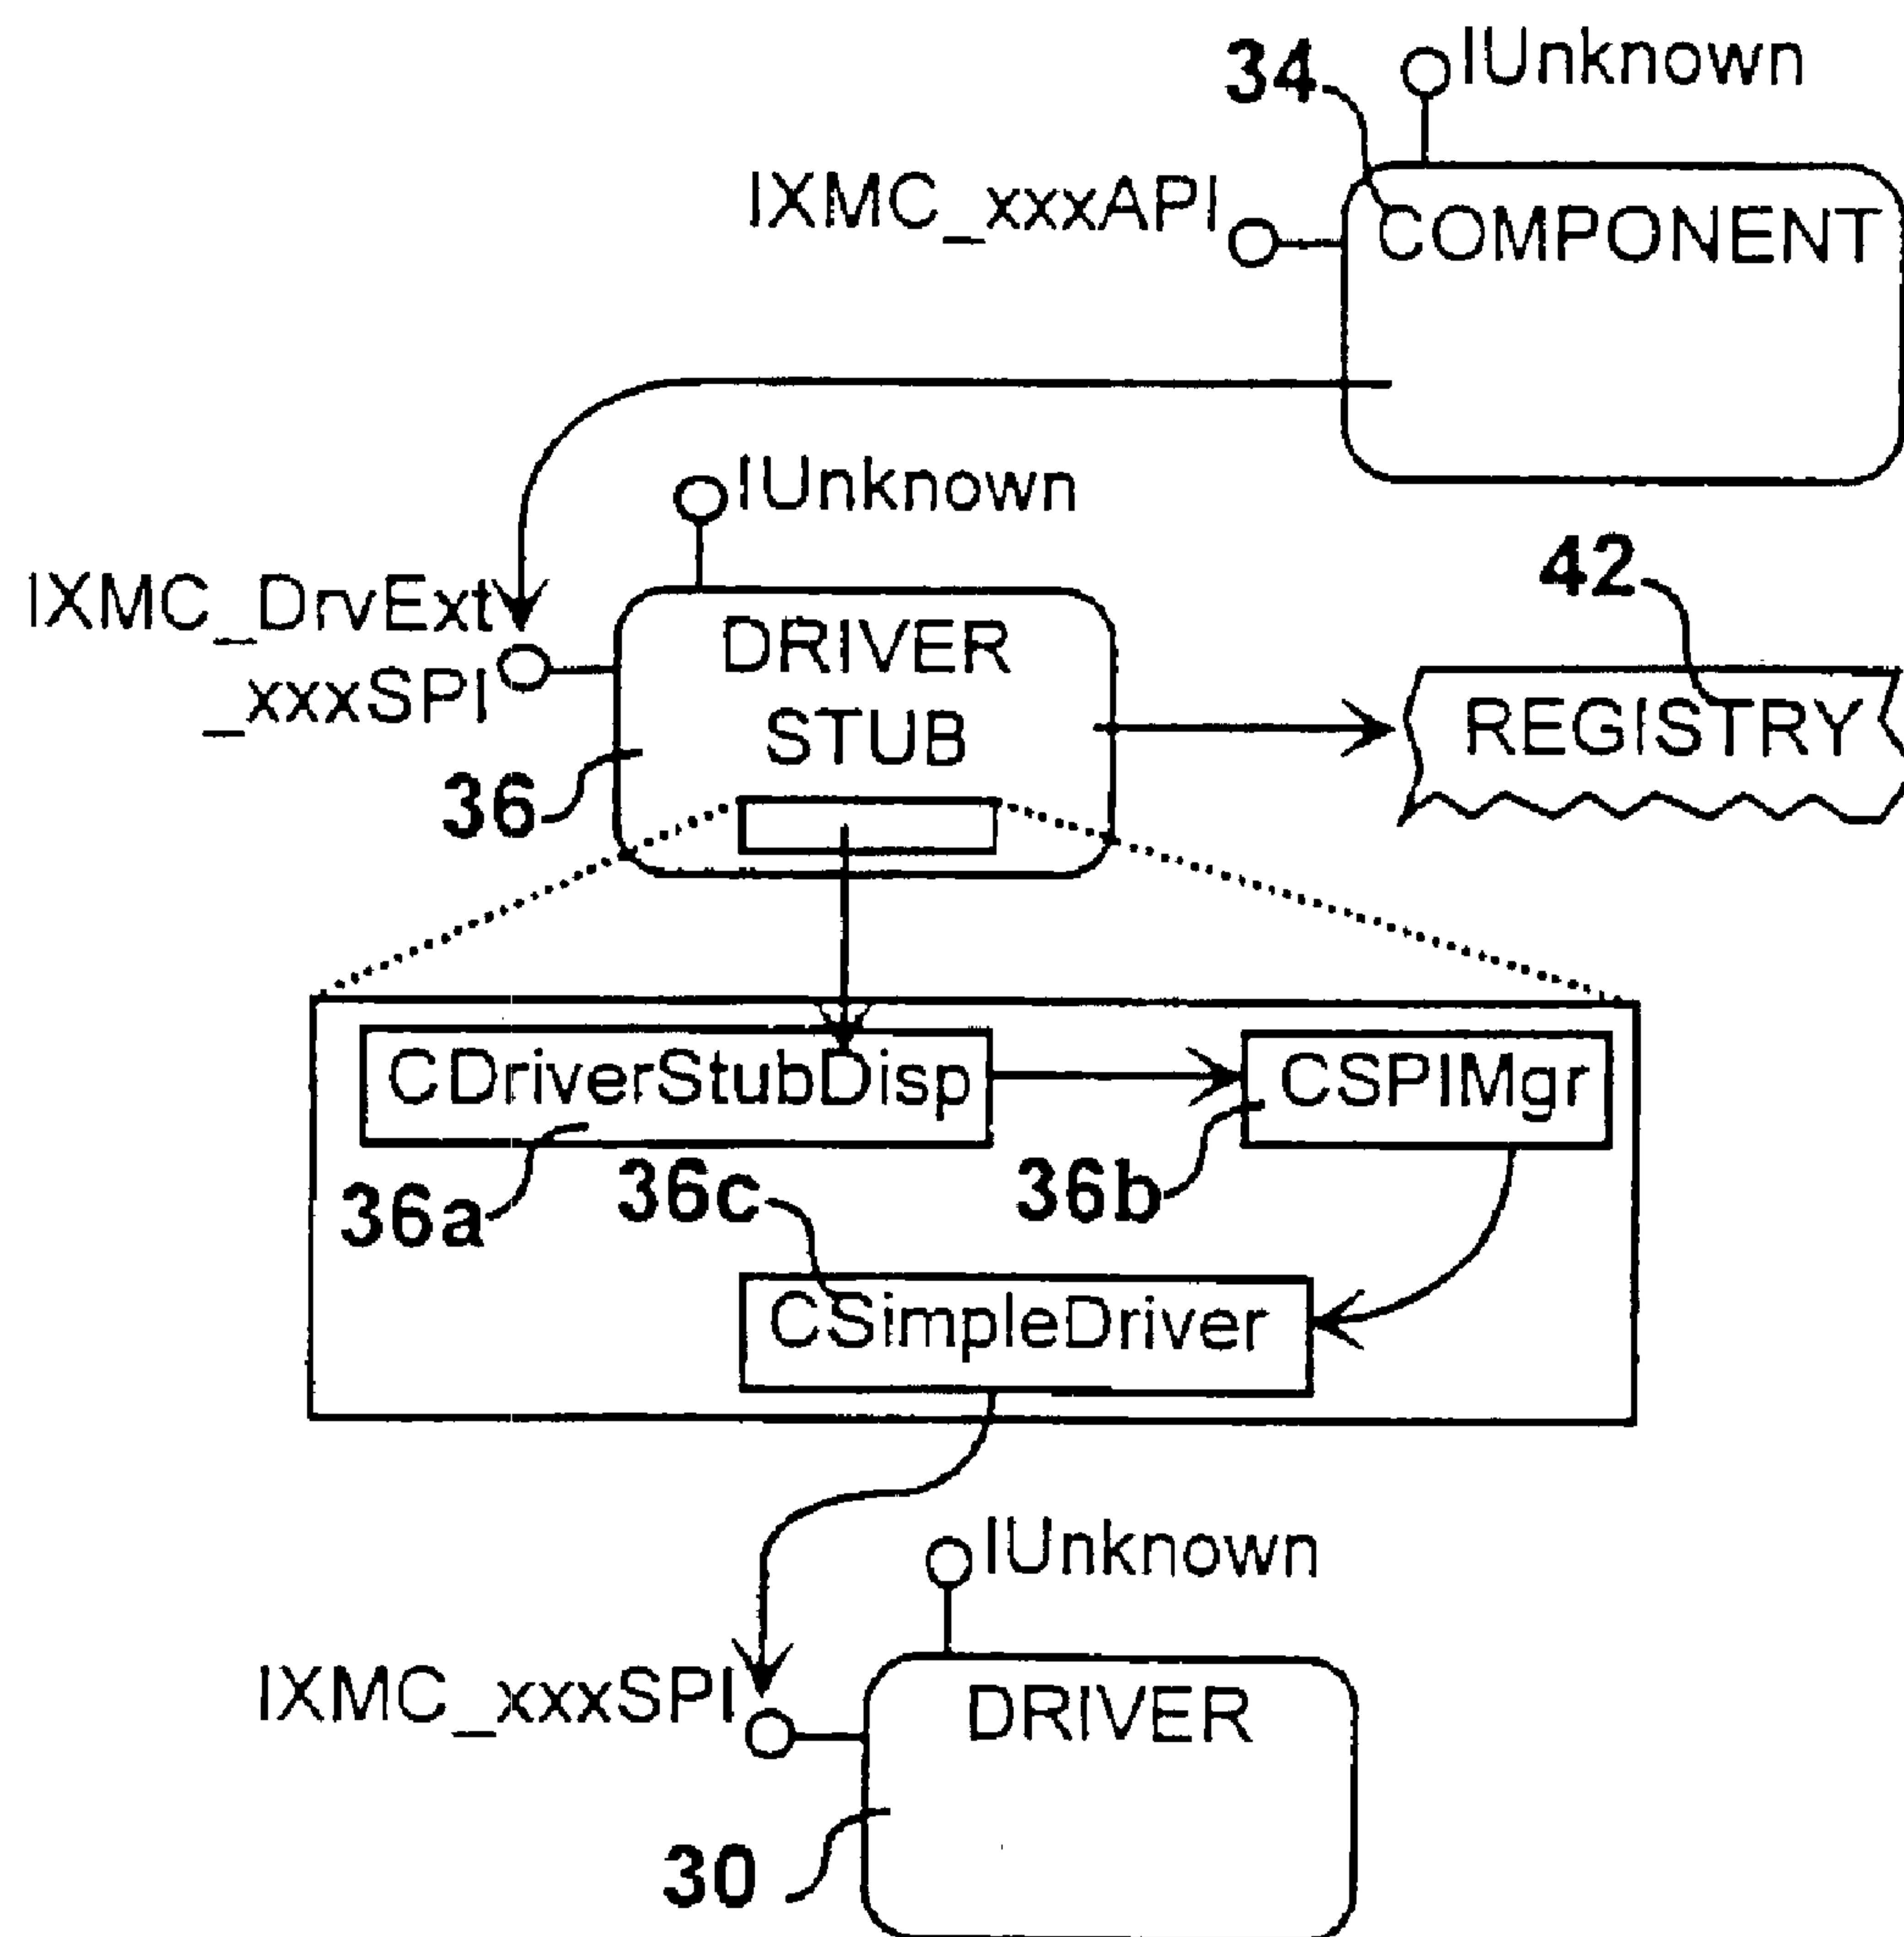 34
IUnknown
IXMC_xxxAPI
COMPONENT
IUnknown
IXMC_DrvExt
_xxxSPI
DRIVER
STUB
36
42
REGISTRY
CDriverStubDisp
CSPIMgr
36a
36c
36b
CSimpleDriver
IUnknown
IXMC_xxxSPI
DRIVER
30